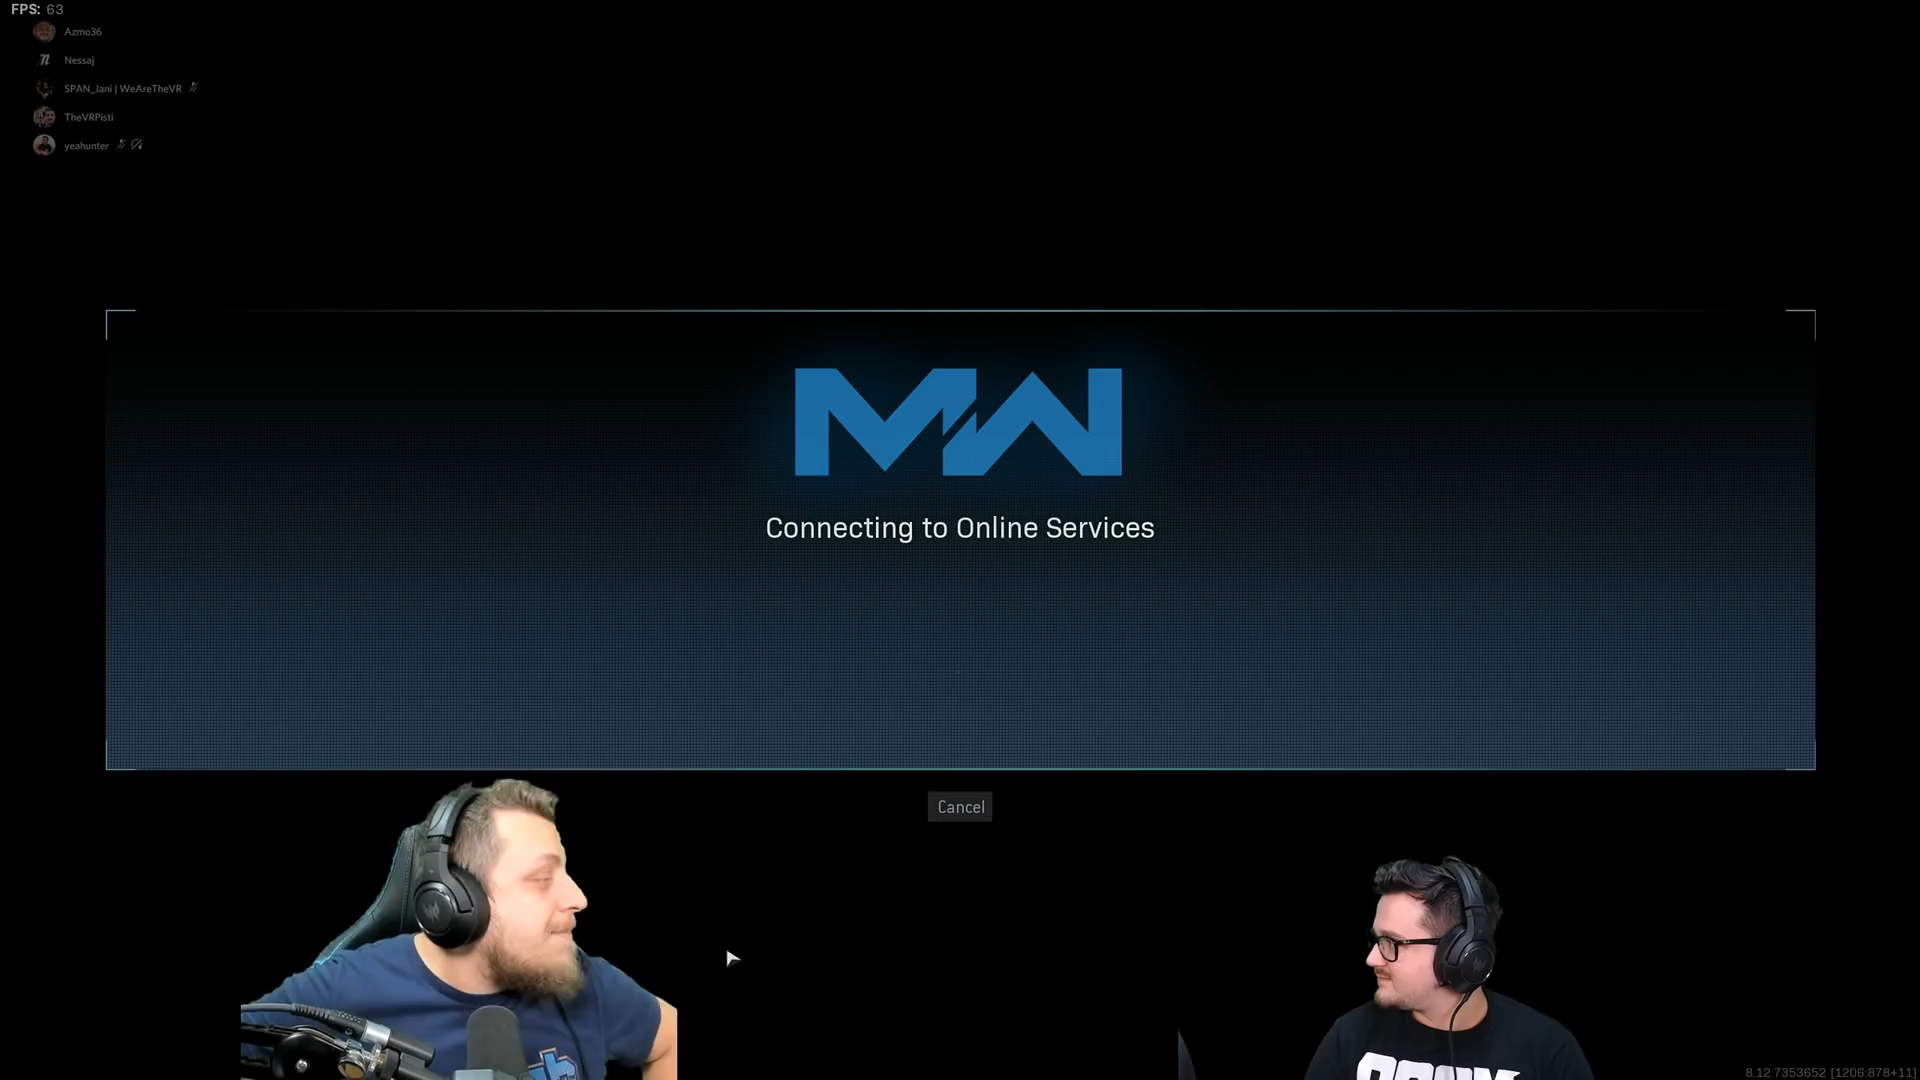 FPS: 63
Azmo36
Nessaj
SPAN_Jani | WeAreTheVR
TheVRPisti
yeahunter
MW
Connecting to Online Services
Cancel
DOOM
8.12.7353652 [1206:878+11]